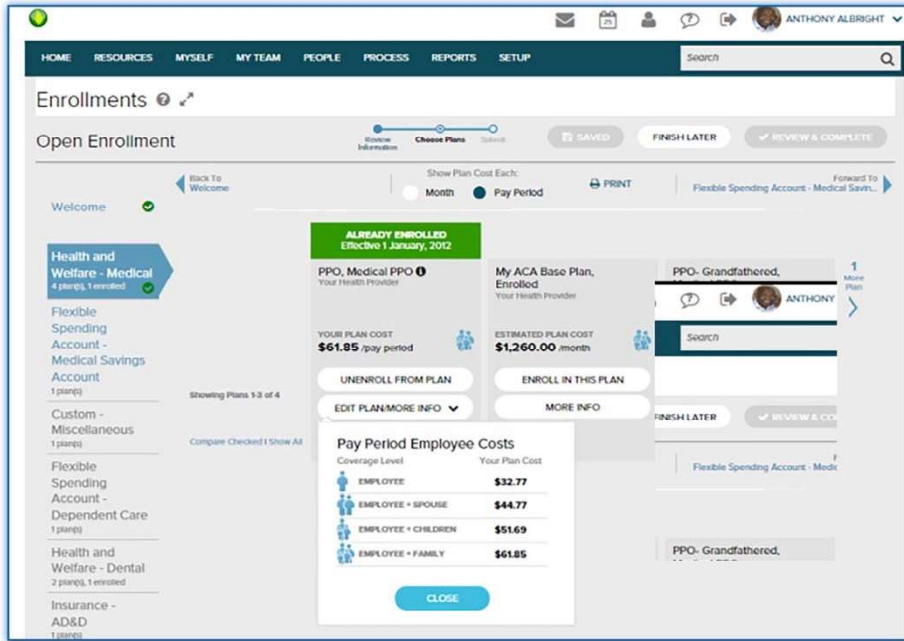 25
ANTHONY ALBRIGHT
HOME RESOURCES MYSELF MY TEAM PEOPLE PROCESS REPORTS SETUP
Search
Enrollments
Open Enrollment
Review Information
Choose Plans
Submit
SAVED
FINISH LATER
REVIEW & COMPLETE
Back To
Welcome
Show Plan Cost Each:
Month Pay Period
PRINT
Forward To
Flexible Spending Account - Medical Savin...
Welcome
Health and
Welfare - Medical
4 plan(s), 1 enrolled
Flexible
Spending
Account -
Medical Savings
Account
1 plan(s)
Custom -
Miscellaneous
1 plan(s)
Flexible
Spending
Account -
Dependent Care
1 plan(s)
Health and
Welfare - Dental
2 plan(s), 1 enrolled
Insurance -
AD&D
1 plan(s)
Showing Plans 1-3 of 4
Compare Checked | Show All
ALREADY ENROLLED
Effective 1 January, 2012
PPO, Medical PPO
Your Health Provider
YOUR PLAN COST
$61.85 /pay period
UNENROLL FROM PLAN
EDIT PLAN/MORE INFO
My ACA Base Plan,
Enrolled
Your Health Provider
ESTIMATED PLAN COST
$1,260.00 /month
ENROLL IN THIS PLAN
MORE INFO
PPO- Grandfathered,
1
More
Plan
Pay Period Employee Costs
Coverage Level Your Plan Cost
EMPLOYEE $32.77
EMPLOYEE + SPOUSE $44.77
EMPLOYEE + CHILDREN $51.69
EMPLOYEE + FAMILY $61.85
CLOSE
ANTHONY
Search
FINISH LATER
REVIEW & CO
Flexible Spending Account - Medic
PPO- Grandfathered,